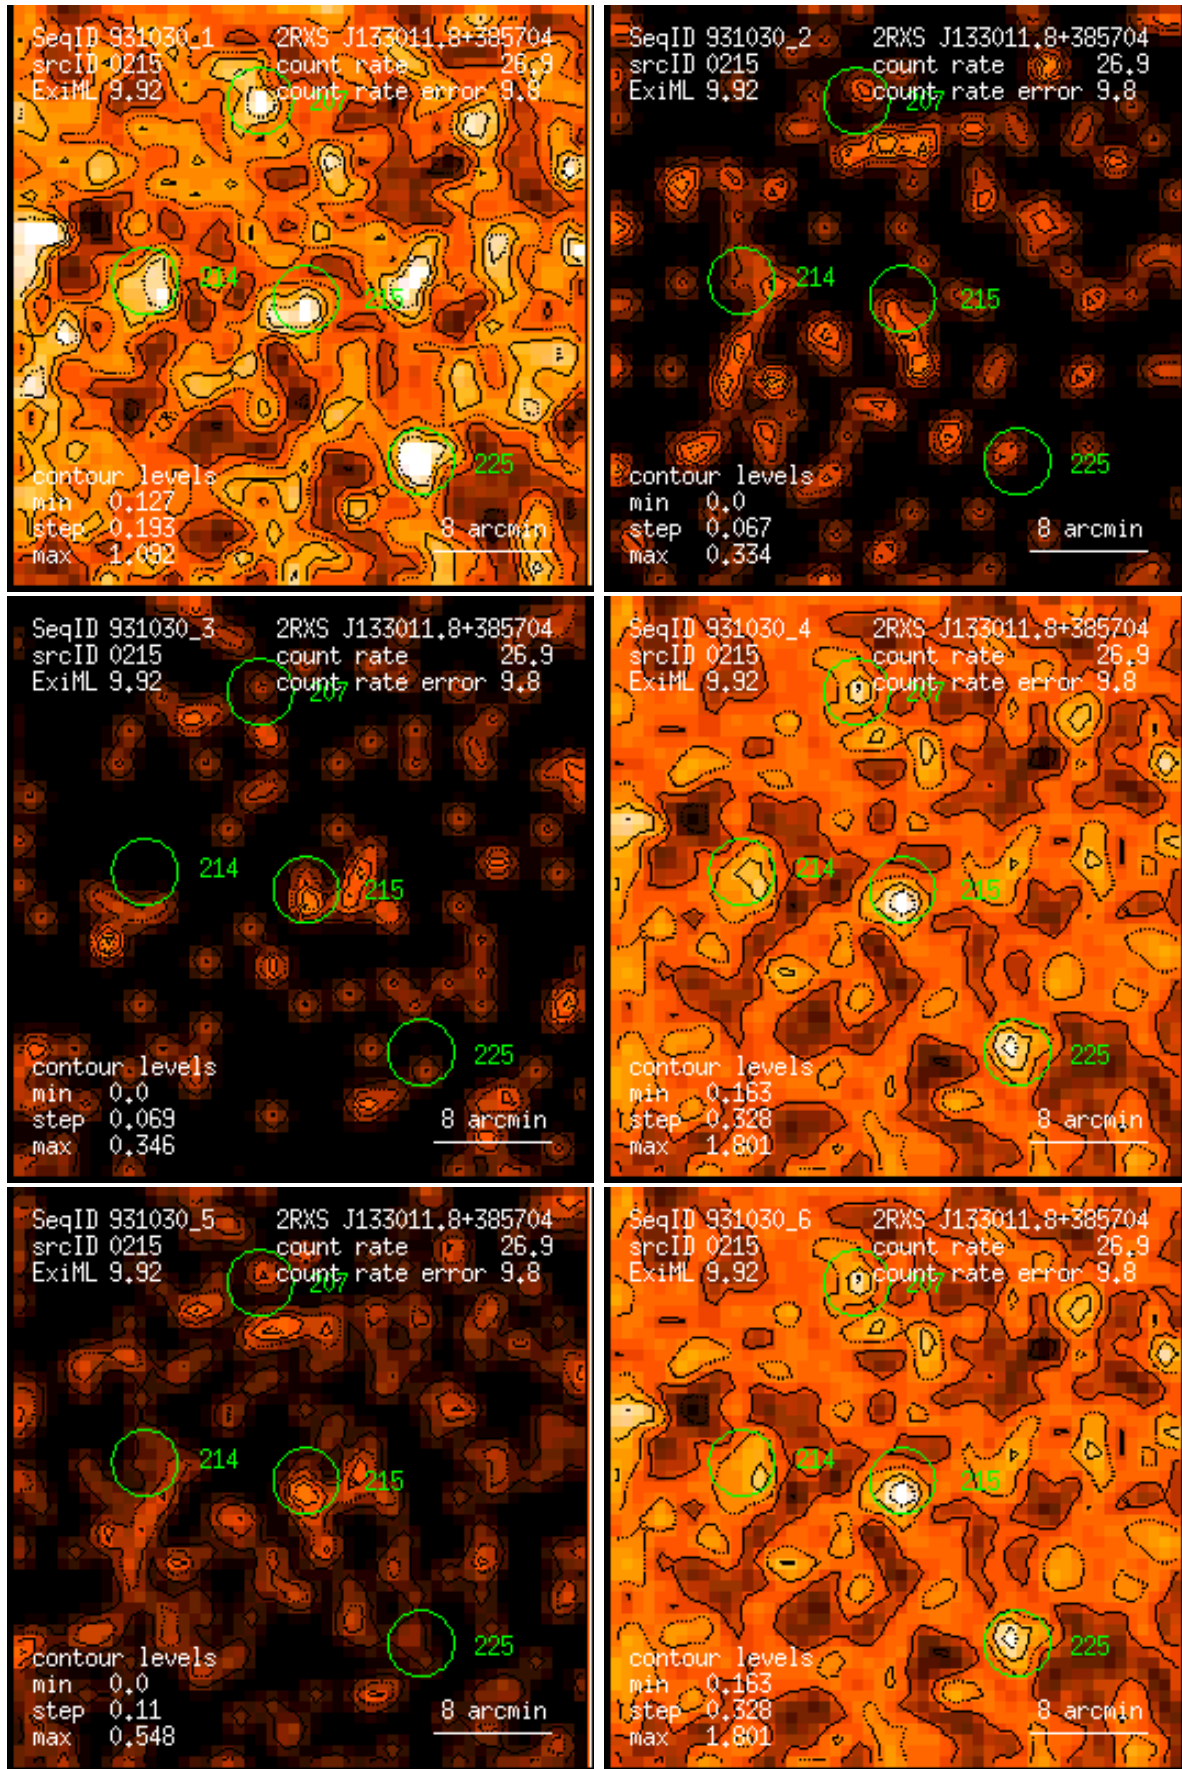 SeqID 931030_1 2RXS J133011.8+385704
srcID 0215 count rate 26.9
ExiML 9.92 count rate error 9.8
207
214
215
225
contour levels
min 0.127
step 0.193 8 arcmin
max 1.092
SeqID 931030_2 2RXS J133011.8+385704
srcID 0215 count rate 26.9
ExiML 9.92 count rate error 9.8
207
214
215
225
contour levels
min 0.0
step 0.067 8 arcmin
max 0.334
SeqID 931030_3 2RXS J133011.8+385704
srcID 0215 count rate 26.9
ExiML 9.92 count rate error 9.8
207
214
215
225
contour levels
min 0.0
step 0.069 8 arcmin
max 0.346
SeqID 931030_4 2RXS J133011.8+385704
srcID 0215 count rate 26.9
ExiML 9.92 count rate error 9.8
207
214
215
225
contour levels
min 0.163
step 0.328 8 arcmin
max 1.801
SeqID 931030_5 2RXS J133011.8+385704
srcID 0215 count rate 26.9
ExiML 9.92 count rate error 9.8
207
214
215
225
contour levels
min 0.0
step 0.11 8 arcmin
max 0.548
SeqID 931030_6 2RXS J133011.8+385704
srcID 0215 count rate 26.9
ExiML 9.92 count rate error 9.8
207
214
215
225
contour levels
min 0.163
step 0.328 8 arcmin
max 1.801